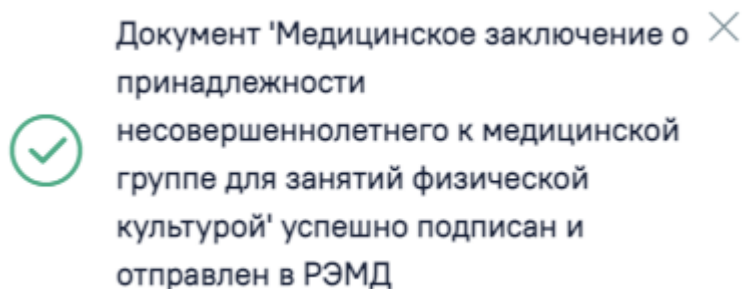 Документ 'Медицинское заключение о
принадлежности
несовершеннолетнего к медицинской
группе для занятий физической
культурой' успешно подписан и
отправлен в РЭМД